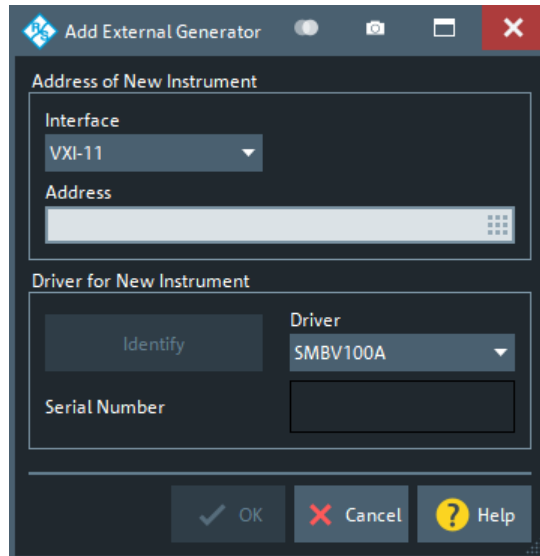 R&S Add External Generator
Address of New Instrument
Interface
VXI-11
Address
Driver for New Instrument
Identify
Driver
SMBV100A
Serial Number
OK
Cancel
? Help